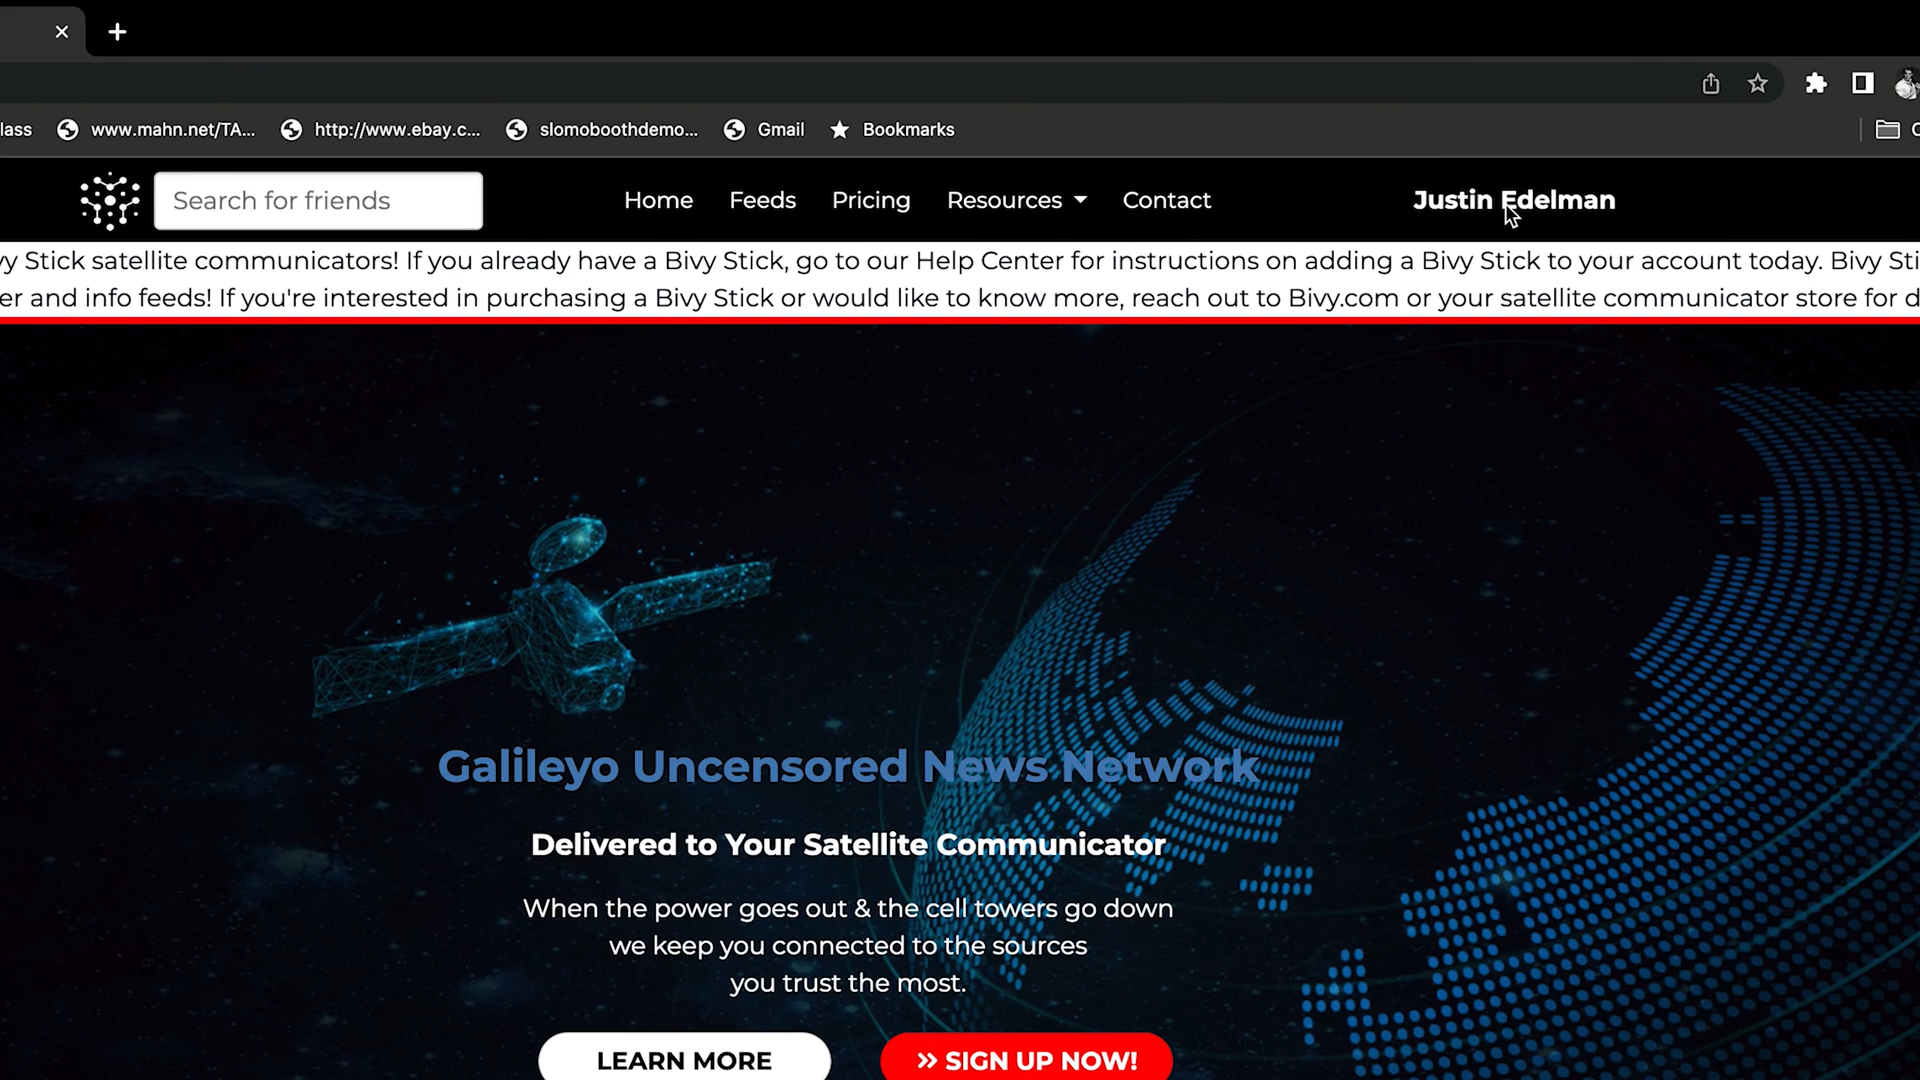 lass www.mahn.net/TA... http://www.ebay.c... slomoboothdemo... Gmail Bookmarks
Search for friends Home Feeds Pricing Resources Contact Justin Edelman
vy Stick satellite communicators! If you already have a Bivy Stick, go to our Help Center for instructions on adding a Bivy Stick to your account today. Bivy Sti
er and info feeds! If you're interested in purchasing a Bivy Stick or would like to know more, reach out to Bivy.com or your satellite communicator store for d
Galileyo Uncensored News Network
Delivered to Your Satellite Communicator
When the power goes out & the cell towers go down
we keep you connected to the sources
you trust the most.
LEARN MORE >> SIGN UP NOW!